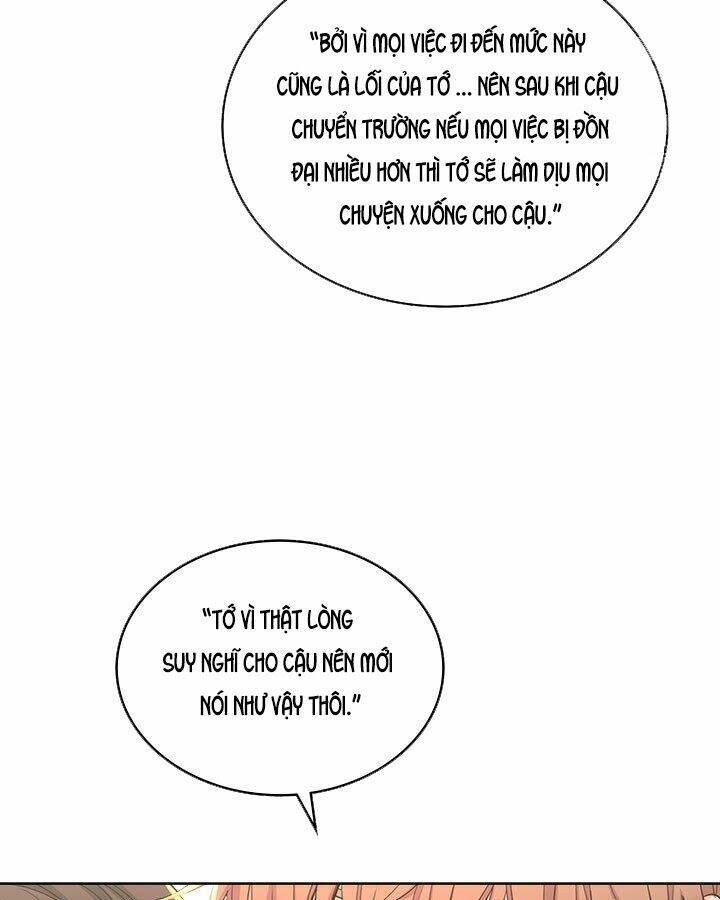 “BỞI VÌ MỌI VIỆC ĐI ĐẾN MỨC NÀY
CŨNG LÀ LỐI CỦA TỚ ... NÊN SAU KHI CẬU
CHUYỂN TRƯỜNG NẾU MỌI VIỆC BỊ ĐỒN
ĐẠI NHIỀU HƠN THÌ TỚ SẼ LÀM DỊU MỌI
CHUYỆN XUỐNG CHO CẬU.”
“TỚ VÌ THẬT LÒNG
SUY NGHĨ CHO CẬU NÊN MỚI
NÓI NHƯ VẬY THÔI.”